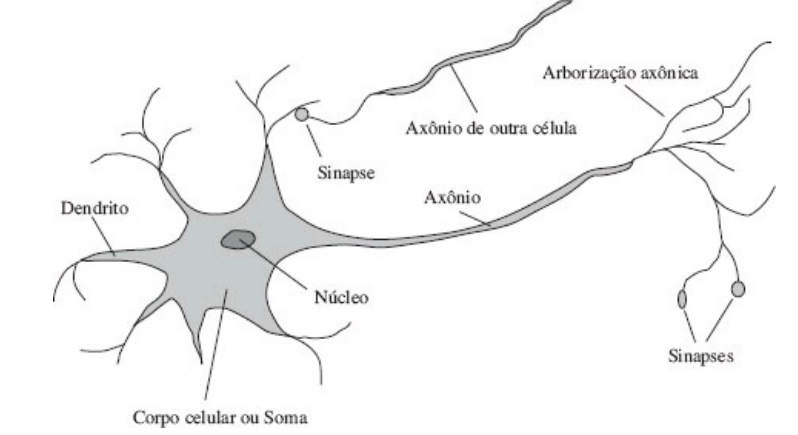 Arborização axônica
Axônio de outra célula
Sinapse
Axônio
Dendrito
Núcleo
Sinapses
Corpo celular ou Soma